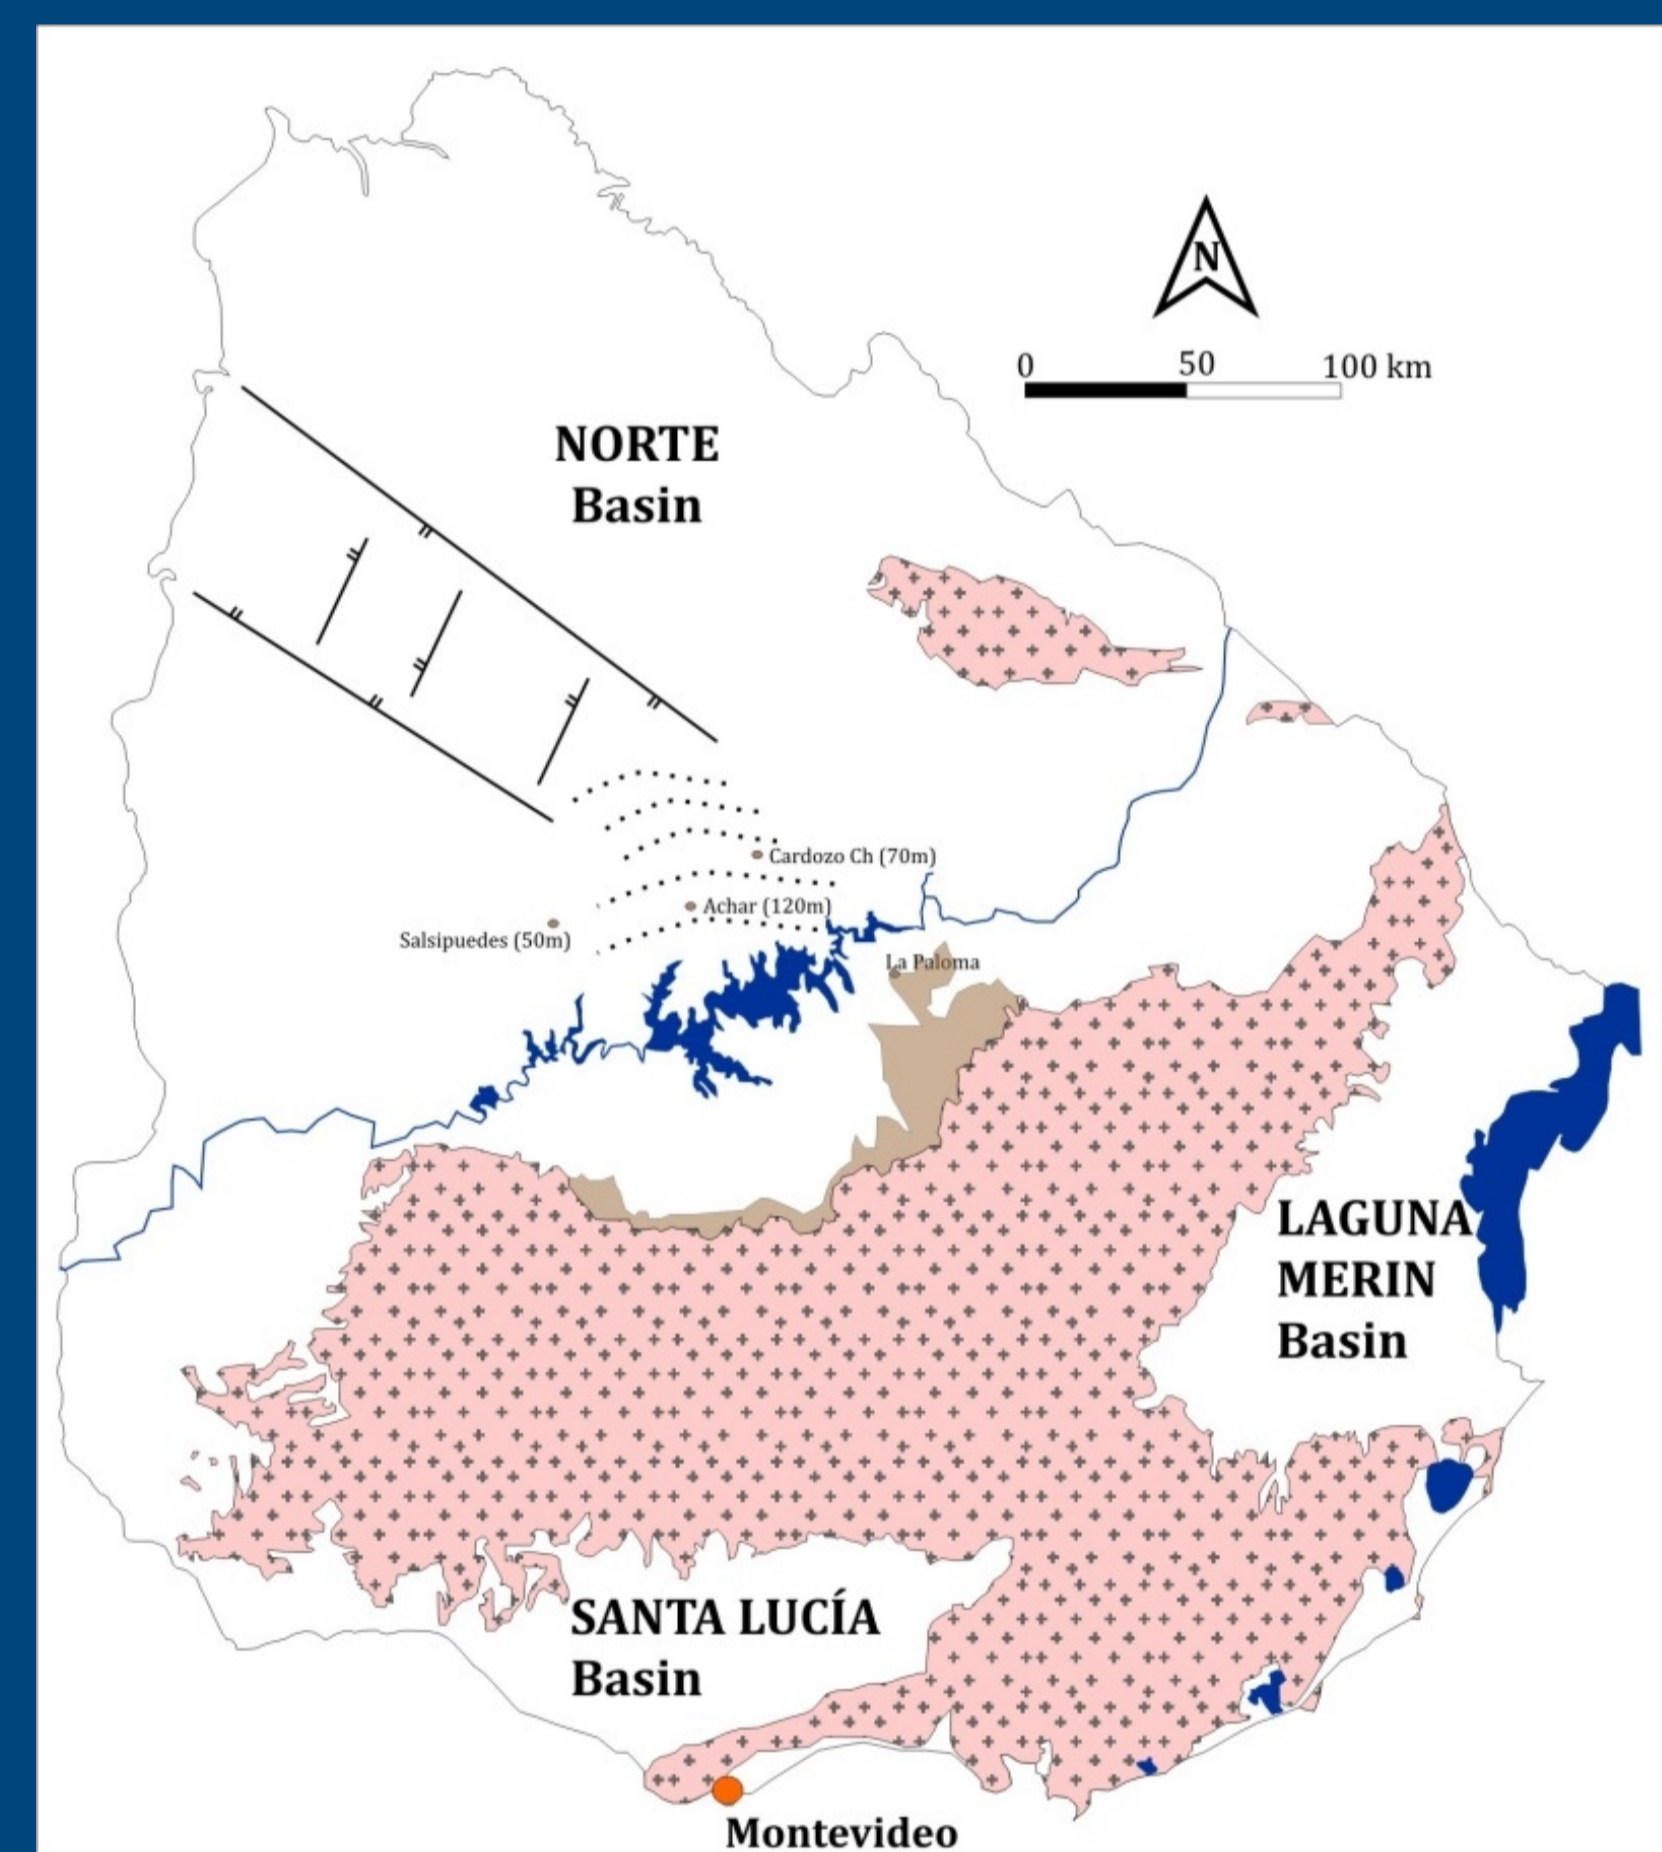 N
0 50 100 km
NORTE
Basin
Cardozo Ch (70m)
Achar (120m)
Salsipuedes (50m)
La Paloma
LAGUNA
MERIN
Basin
SANTA LUCÍA
Basin
Montevideo